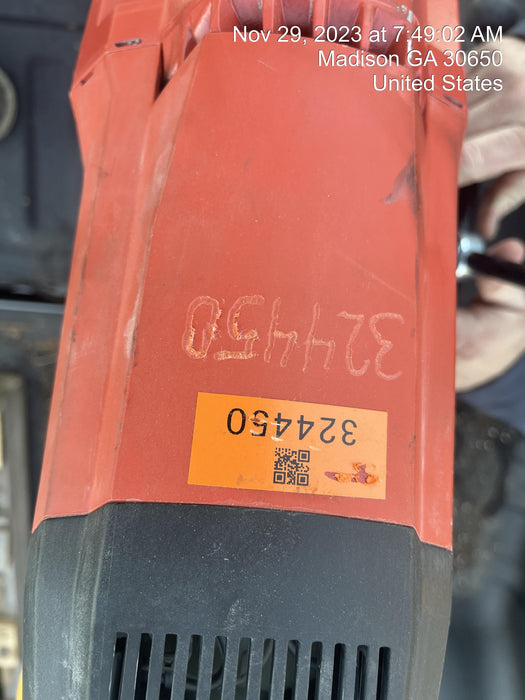 Nov 29, 2023 at 7:49:02 AM
Madison GA 30650
United States
324450
324450